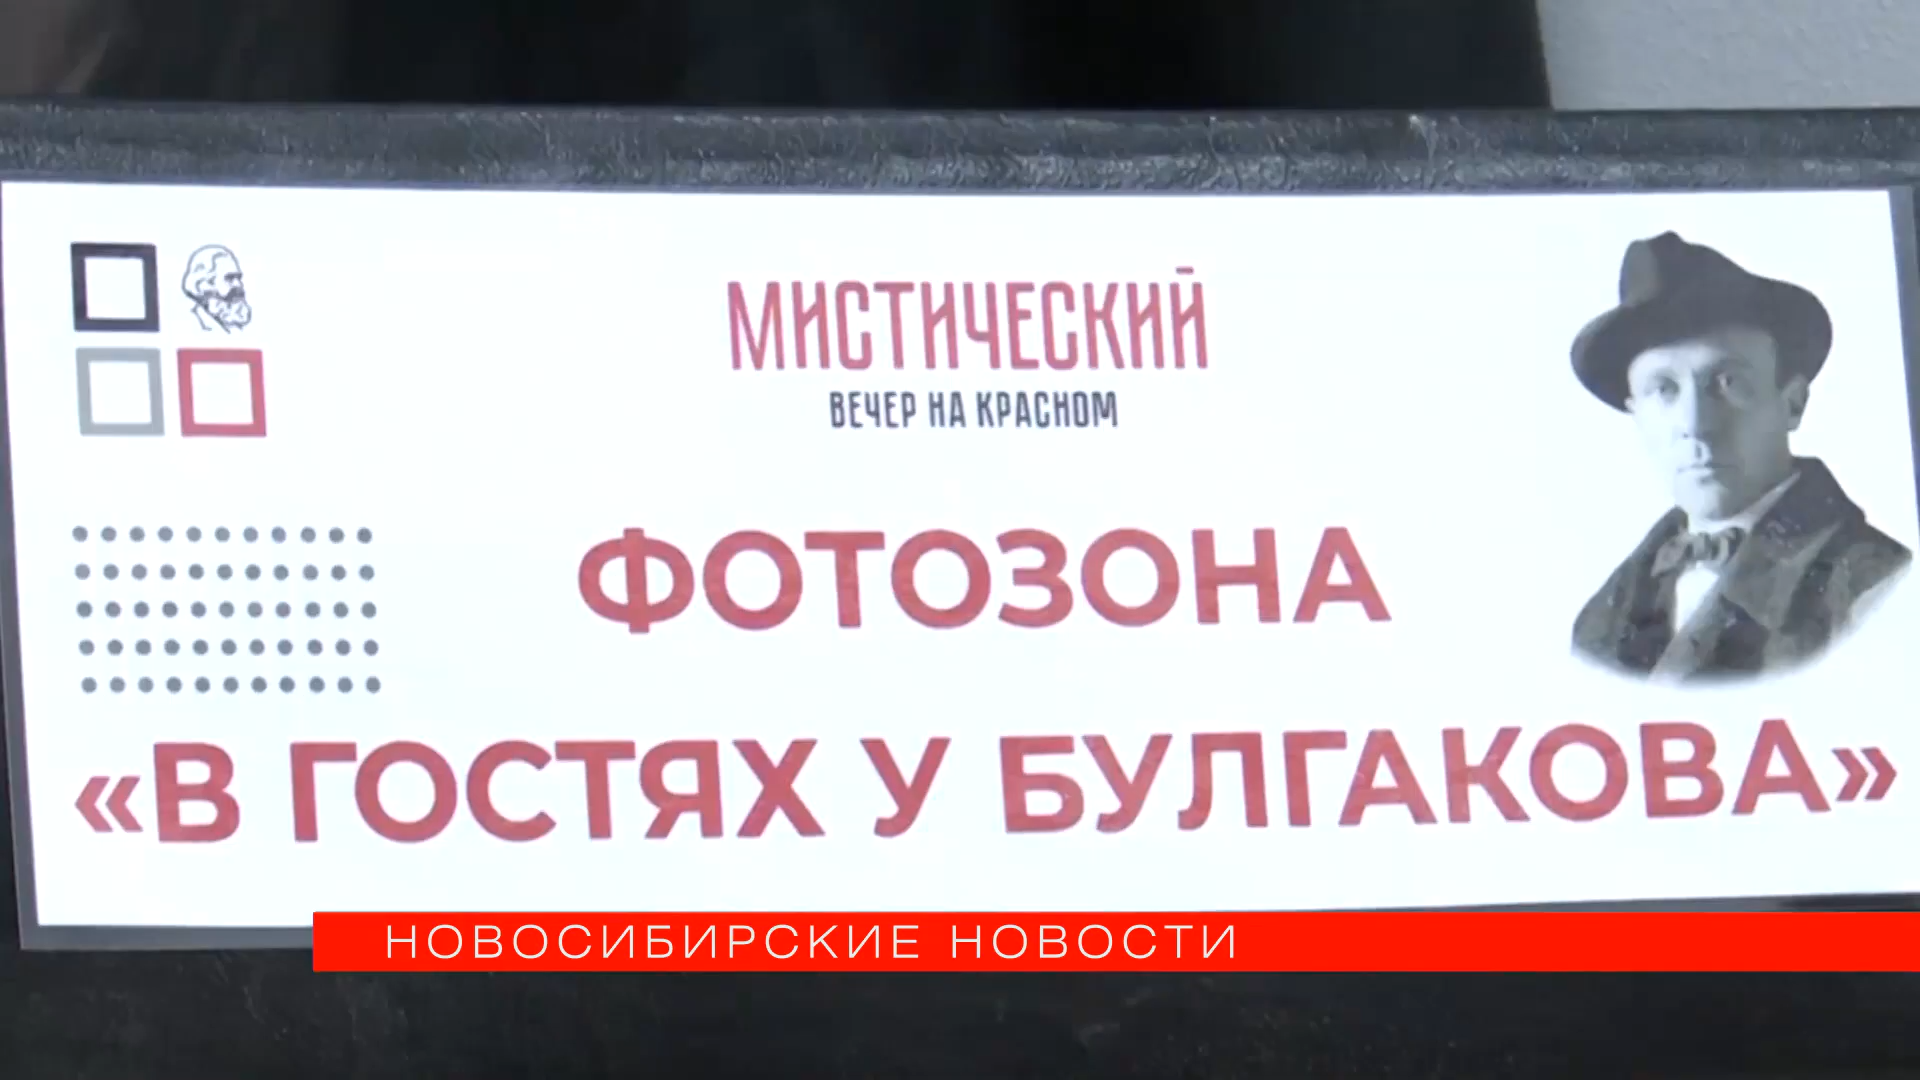 МИСТИЧЕСКИЙ
ВЕЧЕР НА КРАСНОМ
ФОТОЗОНА
«В ГОСТЯХ У БУЛГАКОВА»
НОВОСИБИРСКИЕ НОВОСТИ